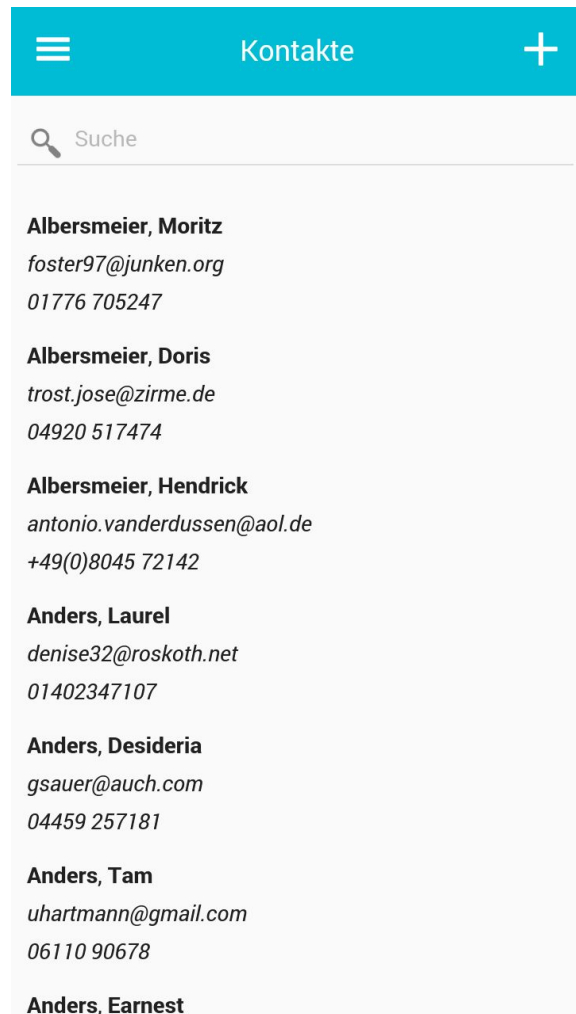 Kontakte
Suche
Albersmeier, Moritz
foster97@junken.org
01776 705247
Albersmeier, Doris
trost.jose@zirme.de
04920 517474
Albersmeier, Hendrick
antonio.vanderdussen@aol.de
+49(0)8045 72142
Anders, Laurel
denise32@roskoth.net
01402347107
Anders, Desideria
gsauer@auch.com
04459 257181
Anders, Tam
uhartmann@gmail.com
06110 90678
Anders, Earnest